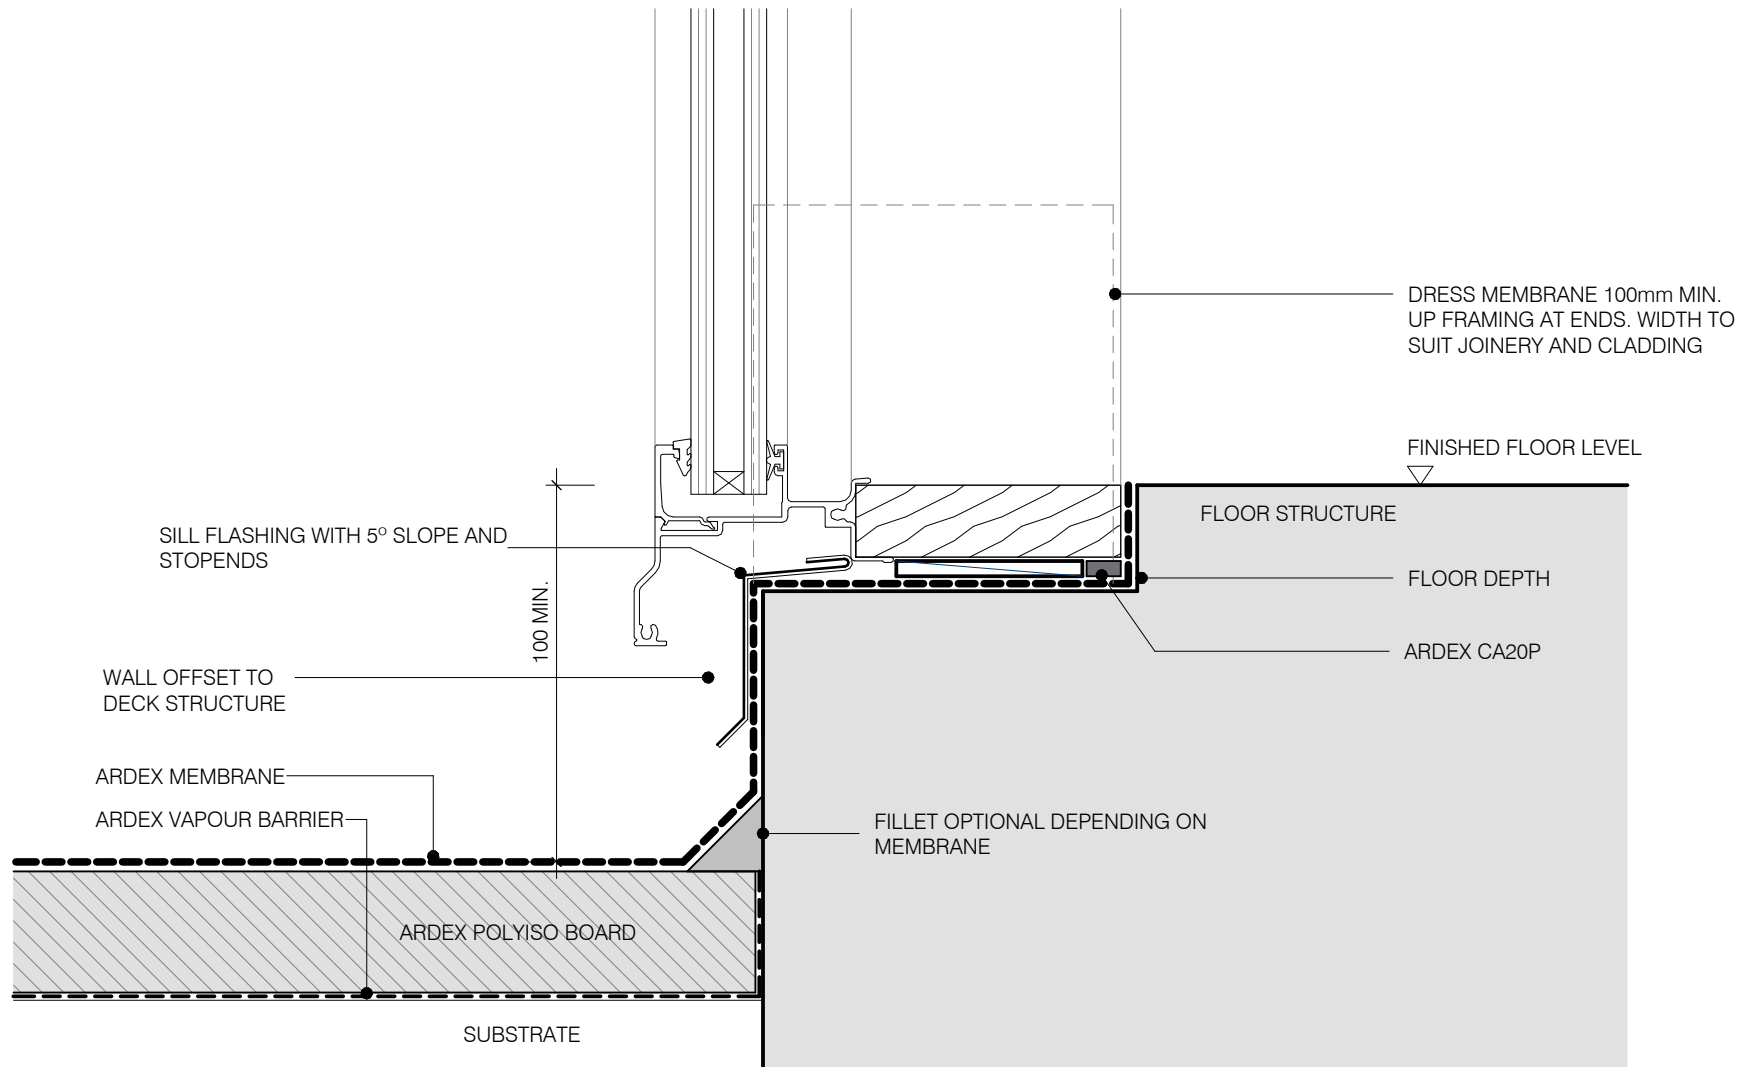 DRESS MEMBRANE 100mm MIN.
UP FRAMING AT ENDS. WIDTH TO
SUIT JOINERY AND CLADDING
FINISHED FLOOR LEVEL
FLOOR STRUCTURE
SILL FLASHING WITH 5º SLOPE AND
STOPENDS
FLOOR DEPTH
100 MIN.
ARDEX CA20P
WALL OFFSET TO
DECK STRUCTURE
ARDEX MEMBRANE
ARDEX VAPOUR BARRIER
FILLET OPTIONAL DEPENDING ON
MEMBRANE
ARDEX POLYISO BOARD
SUBSTRATE